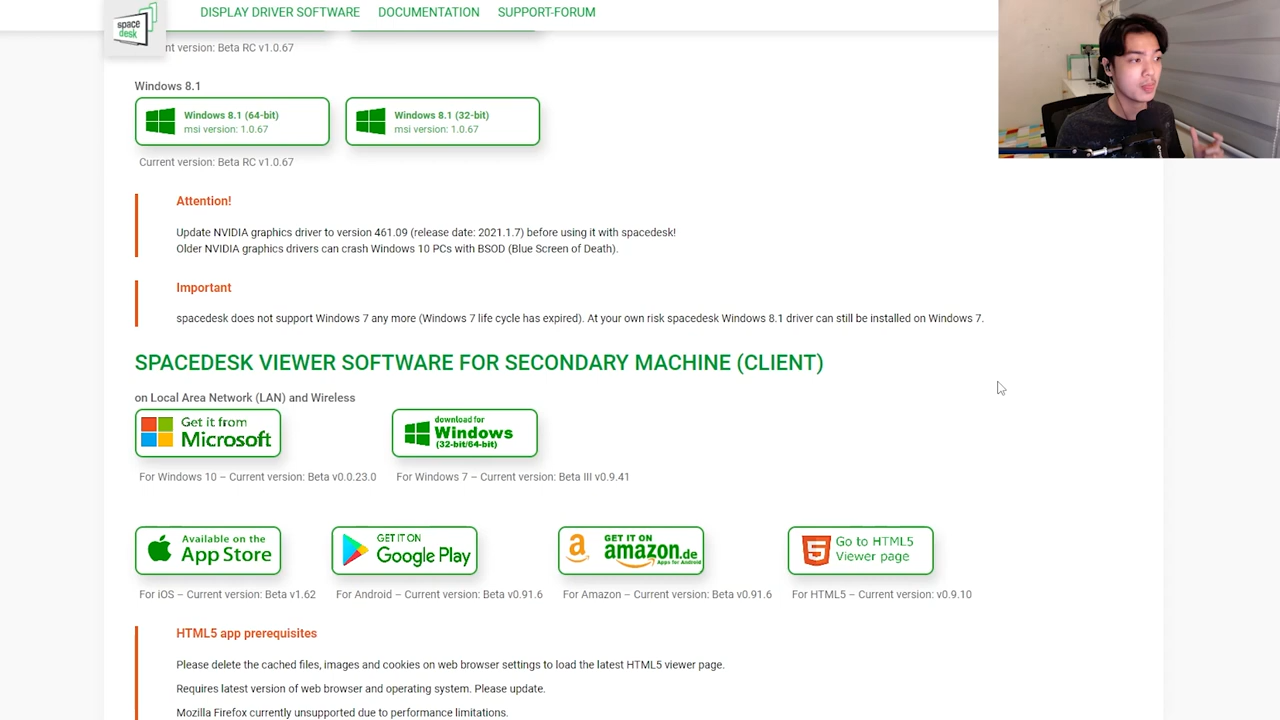 space
desk
DISPLAY DRIVER SOFTWARE
DOCUMENTATION
SUPPORT-FORUM
nt version: Beta RC v1.0.67
Windows 8.1
Windows 8.1 (64-bit)
msi version: 1.0.67
Windows 8.1 (32-bit)
msi version: 1.0.67
Current version: Beta RC v1.0.67
Attention!
Update NVIDIA graphics driver to version 461.09 (release date: 2021.1.7) before using it with spacedesk!
Older NVIDIA graphics drivers can crash Windows 10 PCs with BSOD (Blue Screen of Death).
Important
spacedesk does not support Windows 7 any more (Windows 7 life cycle has expired). At your own risk spacedesk Windows 8.1 driver can still be installed on Windows 7.
SPACEDESK VIEWER SOFTWARE FOR SECONDARY MACHINE (CLIENT)
on Local Area Network (LAN) and Wireless
Get it from
Microsoft
download for
Windows
(32-bit/64-bit)
For Windows 10 – Current version: Beta v0.0.23.0
For Windows 7 – Current version: Beta III v0.9.41
Available on the
App Store
GET IT ON
Google Play
GET IT ON
amazon.de
Apps for Android
Go to HTML5
Viewer page
For iOS – Current version: Beta v1.62
For Android – Current version: Beta v0.91.6
For Amazon – Current version: Beta v0.91.6
For HTML5 – Current version: v0.9.10
HTML5 app prerequisites
Please delete the cached files, images and cookies on web browser settings to load the latest HTML5 viewer page.
Requires latest version of web browser and operating system. Please update.
Mozilla Firefox currently unsupported due to performance limitations.